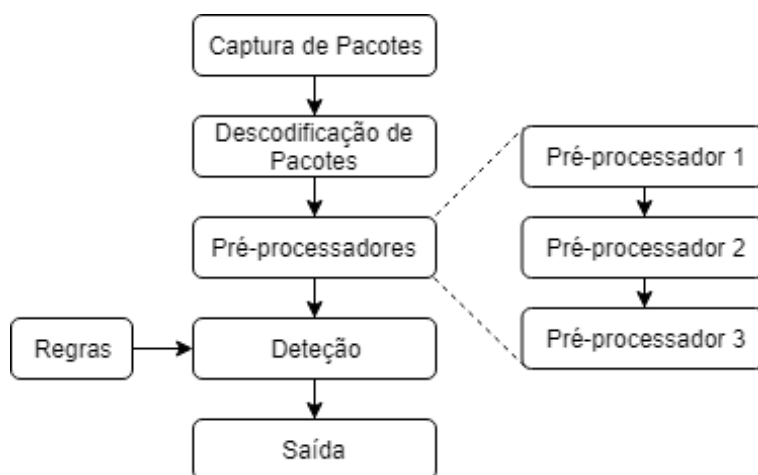 Captura de Pacotes
Descodificação de
Pacotes
Pré-processadores
Pré-processador 1
Pré-processador 2
Pré-processador 3
Regras
Deteção
Saída